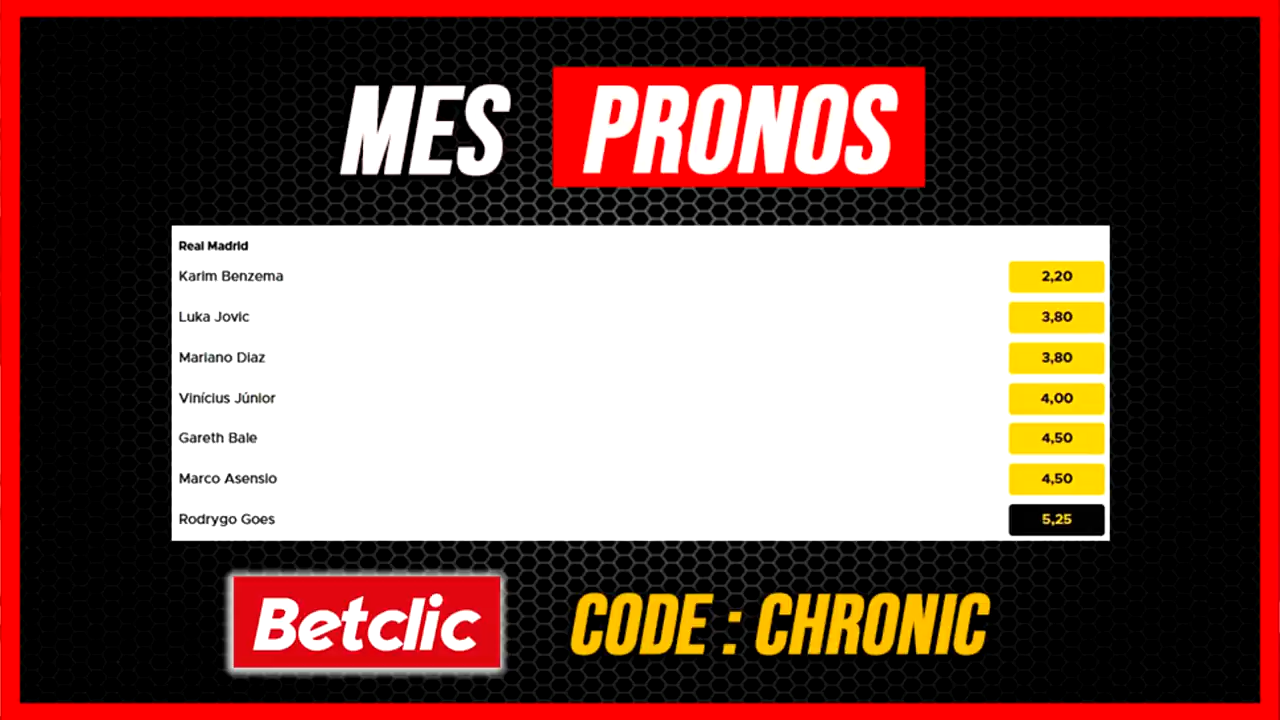 MES PRONOS
Real Madrid
Karim Benzema 2,20
Luka Jovic 3,80
Mariano Diaz 3,80
Vinícius Júnior 4,00
Gareth Bale 4,50
Marco Asensio 4,50
Rodrygo Goes 5,25
Betclic CODE : CHRONIC